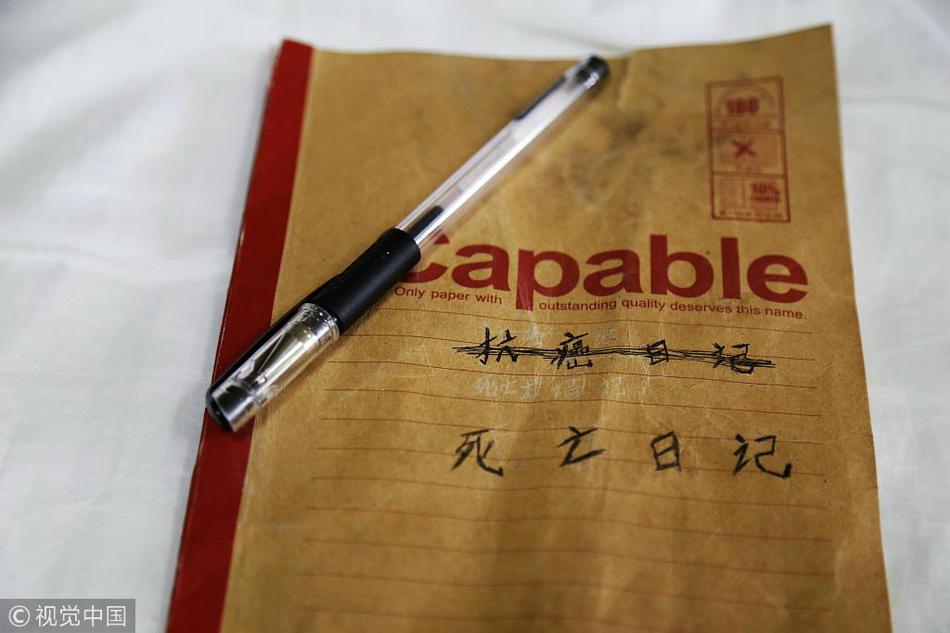 100
10%
Capable
Only paper with outstanding quality deserves this name
抗癌日记
死亡日记
© 视觉中国